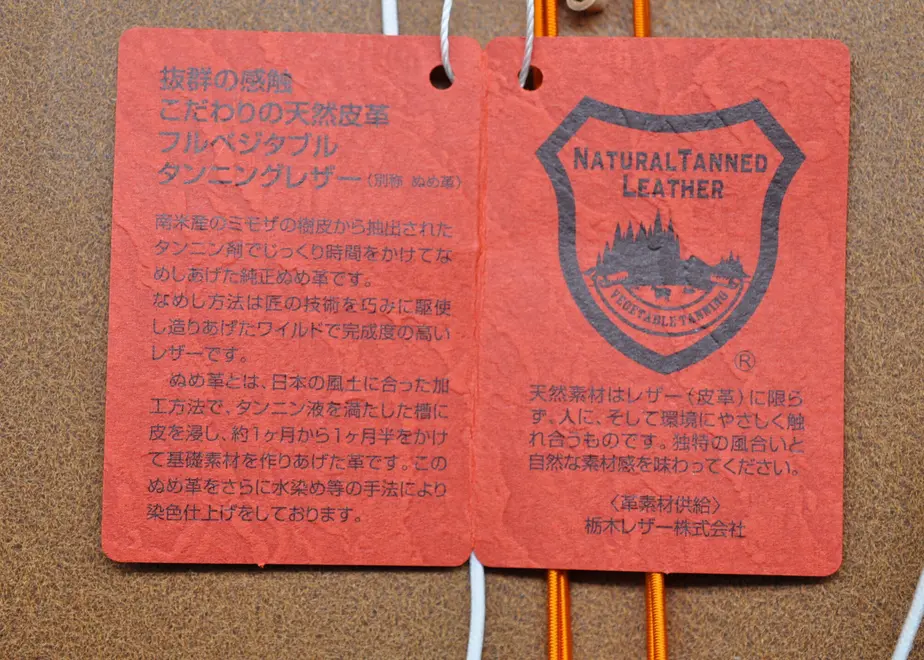 抜群の感触
こだわりの天然皮革
フルベジタブル
タンニングレザー〈別称 ぬめ革〉
南米産のミモザの樹皮から抽出された
タンニン剤でじっくり時間をかけてな
めしあげた純正ぬめ革です。
なめし方法は匠の技術を巧みに駆使
し造りあげたワイルドで完成度の高い
レザーです。
ぬめ革とは、日本の風土に合った加
工方法で、タンニン液を満たした槽に
皮を浸し、約1ヶ月から1ヶ月半をかけ
て基礎素材を作りあげた革です。この
ぬめ革をさらに水染め等の手法により
染色仕上げをしております。
NATURAL TANNED
LEATHER
VEGETABLE TANNING
®
天然素材はレザー(皮革)に限ら
ず。人に、そして環境にやさしく触
れ合うものです。独特の風合いと
自然な素材感を味わってください。
〈革素材供給〉
栃木レザー株式会社